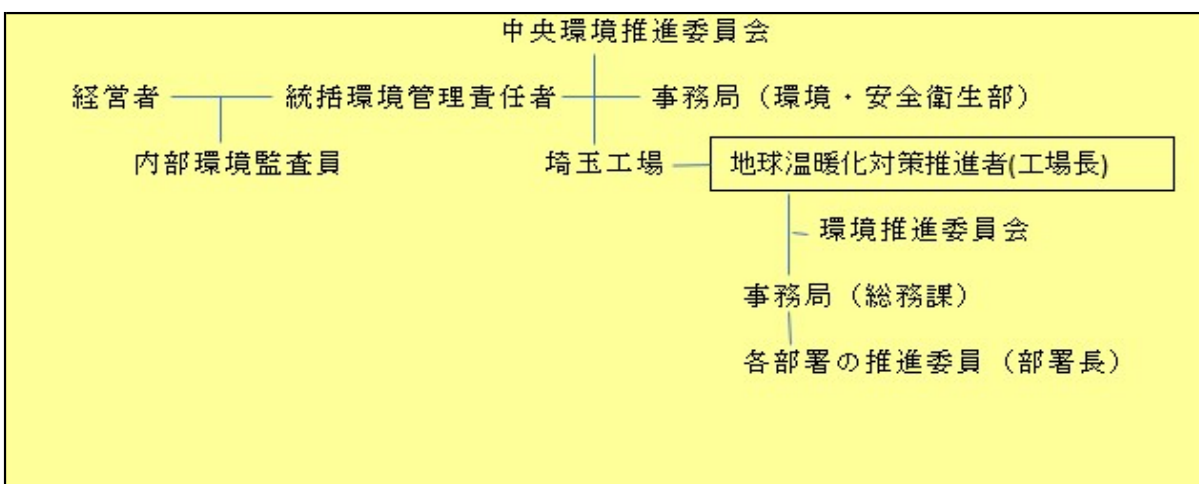 中央環境推進委員会
経営者 統括環境管理責任者 事務局（環境・安全衛生部）
内部環境監査員 埼玉工場 地球温暖化対策推進者(工場長)
環境推進委員会
事務局（総務課）
各部署の推進委員（部署長）